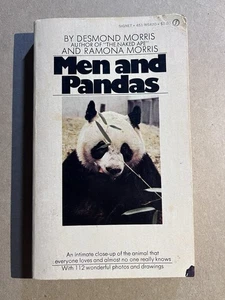 BY DESMOND MORRIS
AUTHOR OF "THE NAKED APE"
AND RAMONA MORRIS
Men and
Pandas
An intimate close-up of the animal that
everyone loves and almost no one really knows
With 112 wonderful photos and drawings